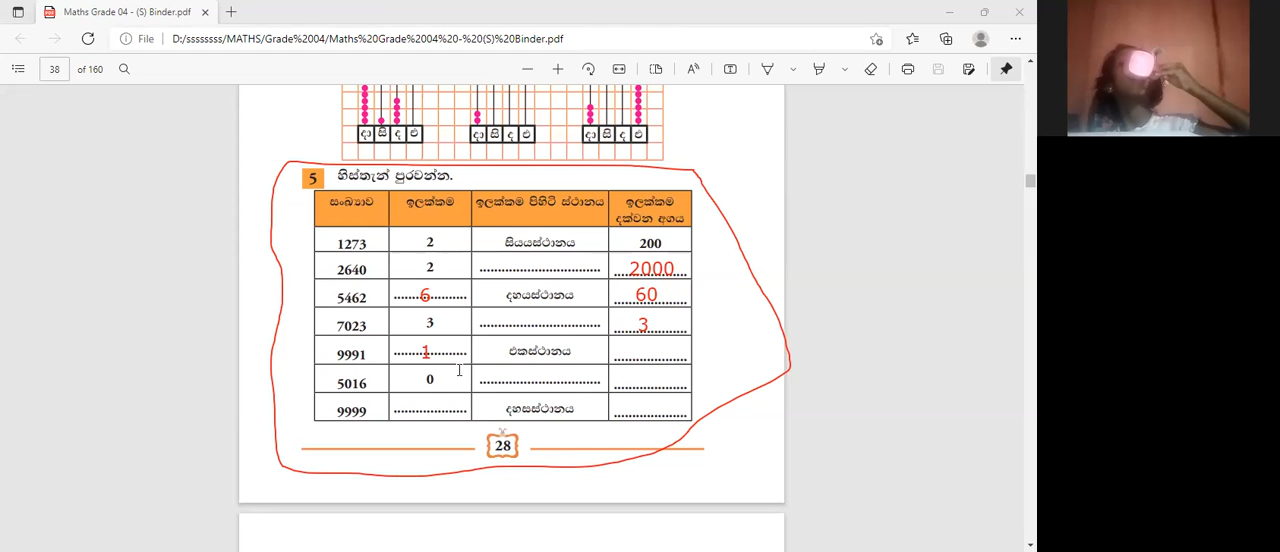 Maths Grade 04 - (S) Binder.pdf
File D:/ssssssss/MATHS/Grade%2004/Maths%20Grade%2004%20-%20(S)%20Binder.pdf
38 of 160
දා සි ද එ දා සි ද එ දා සි ද එ
5 හිස්තැන් පුරවන්න.
සංඛ්‍යාව ඉලක්කම ඉලක්කම පිහිටි ස්ථානය ඉලක්කම දක්වන අගය
1273 2 සියයස්ථානය 200
2640 2 ................................. 2000
5462 6 දහයස්ථානය 60
7023 3 ................................. 3
9991 1 එකස්ථානය ....................
5016 0 ................................. ....................
9999 .................... දහසස්ථානය ....................
28